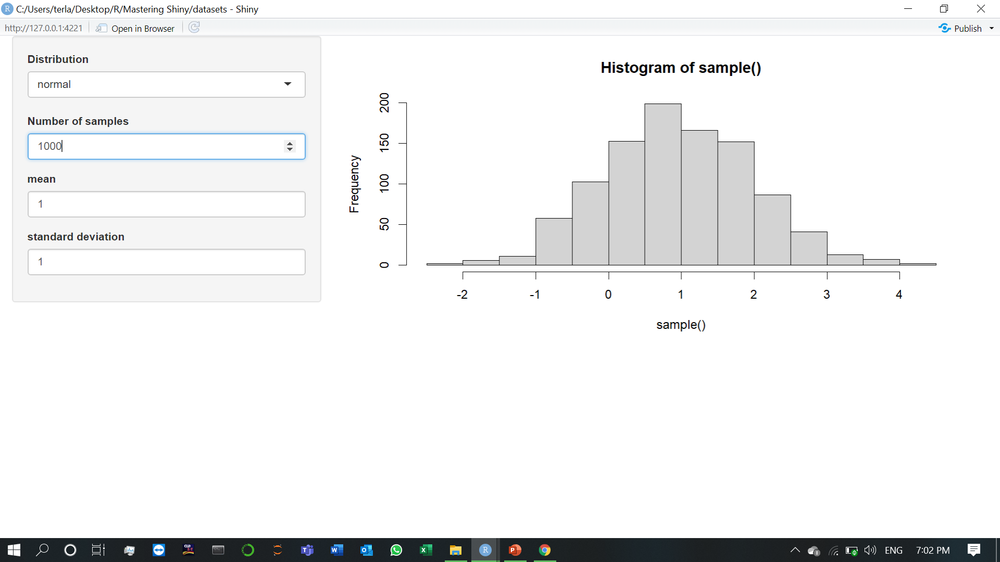 C:/Users/terla/Desktop/R/Mastering Shiny/datasets - Shiny
http://127.0.0.1:4221 Open in Browser Publish
Distribution
normal
Number of samples
1000
mean
1
standard deviation
1
Histogram of sample()
Frequency
200
150
100
50
0
-2 -1 0 1 2 3 4
sample()
ENG 7:02 PM